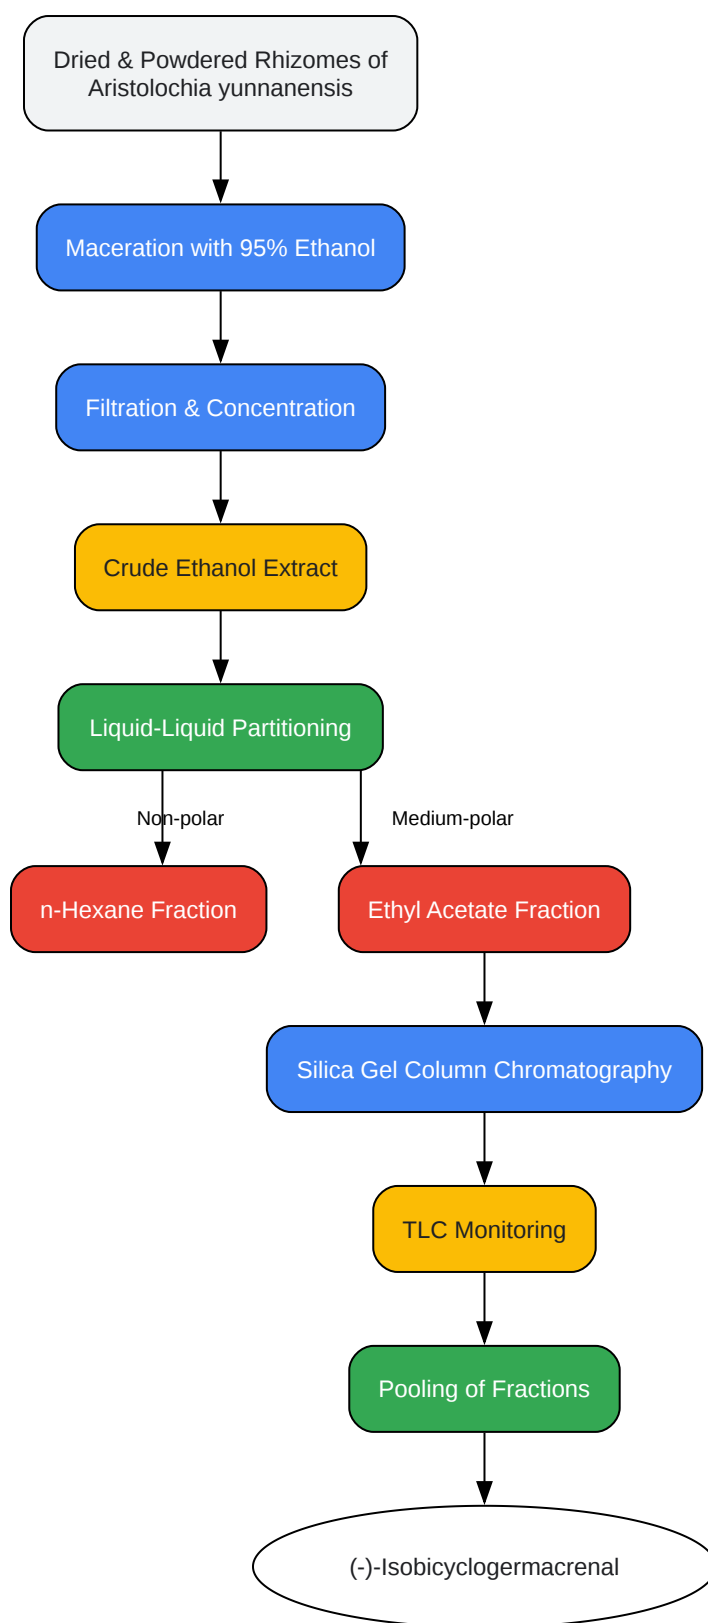 Dried & Powdered Rhizomes of
Aristolochia yunnanensis
Maceration with 95% Ethanol
Filtration & Concentration
Crude Ethanol Extract
Liquid-Liquid Partitioning
Non-polar
Medium-polar
n-Hexane Fraction
Ethyl Acetate Fraction
Silica Gel Column Chromatography
TLC Monitoring
Pooling of Fractions
(-)-Isobicyclogermacrenal